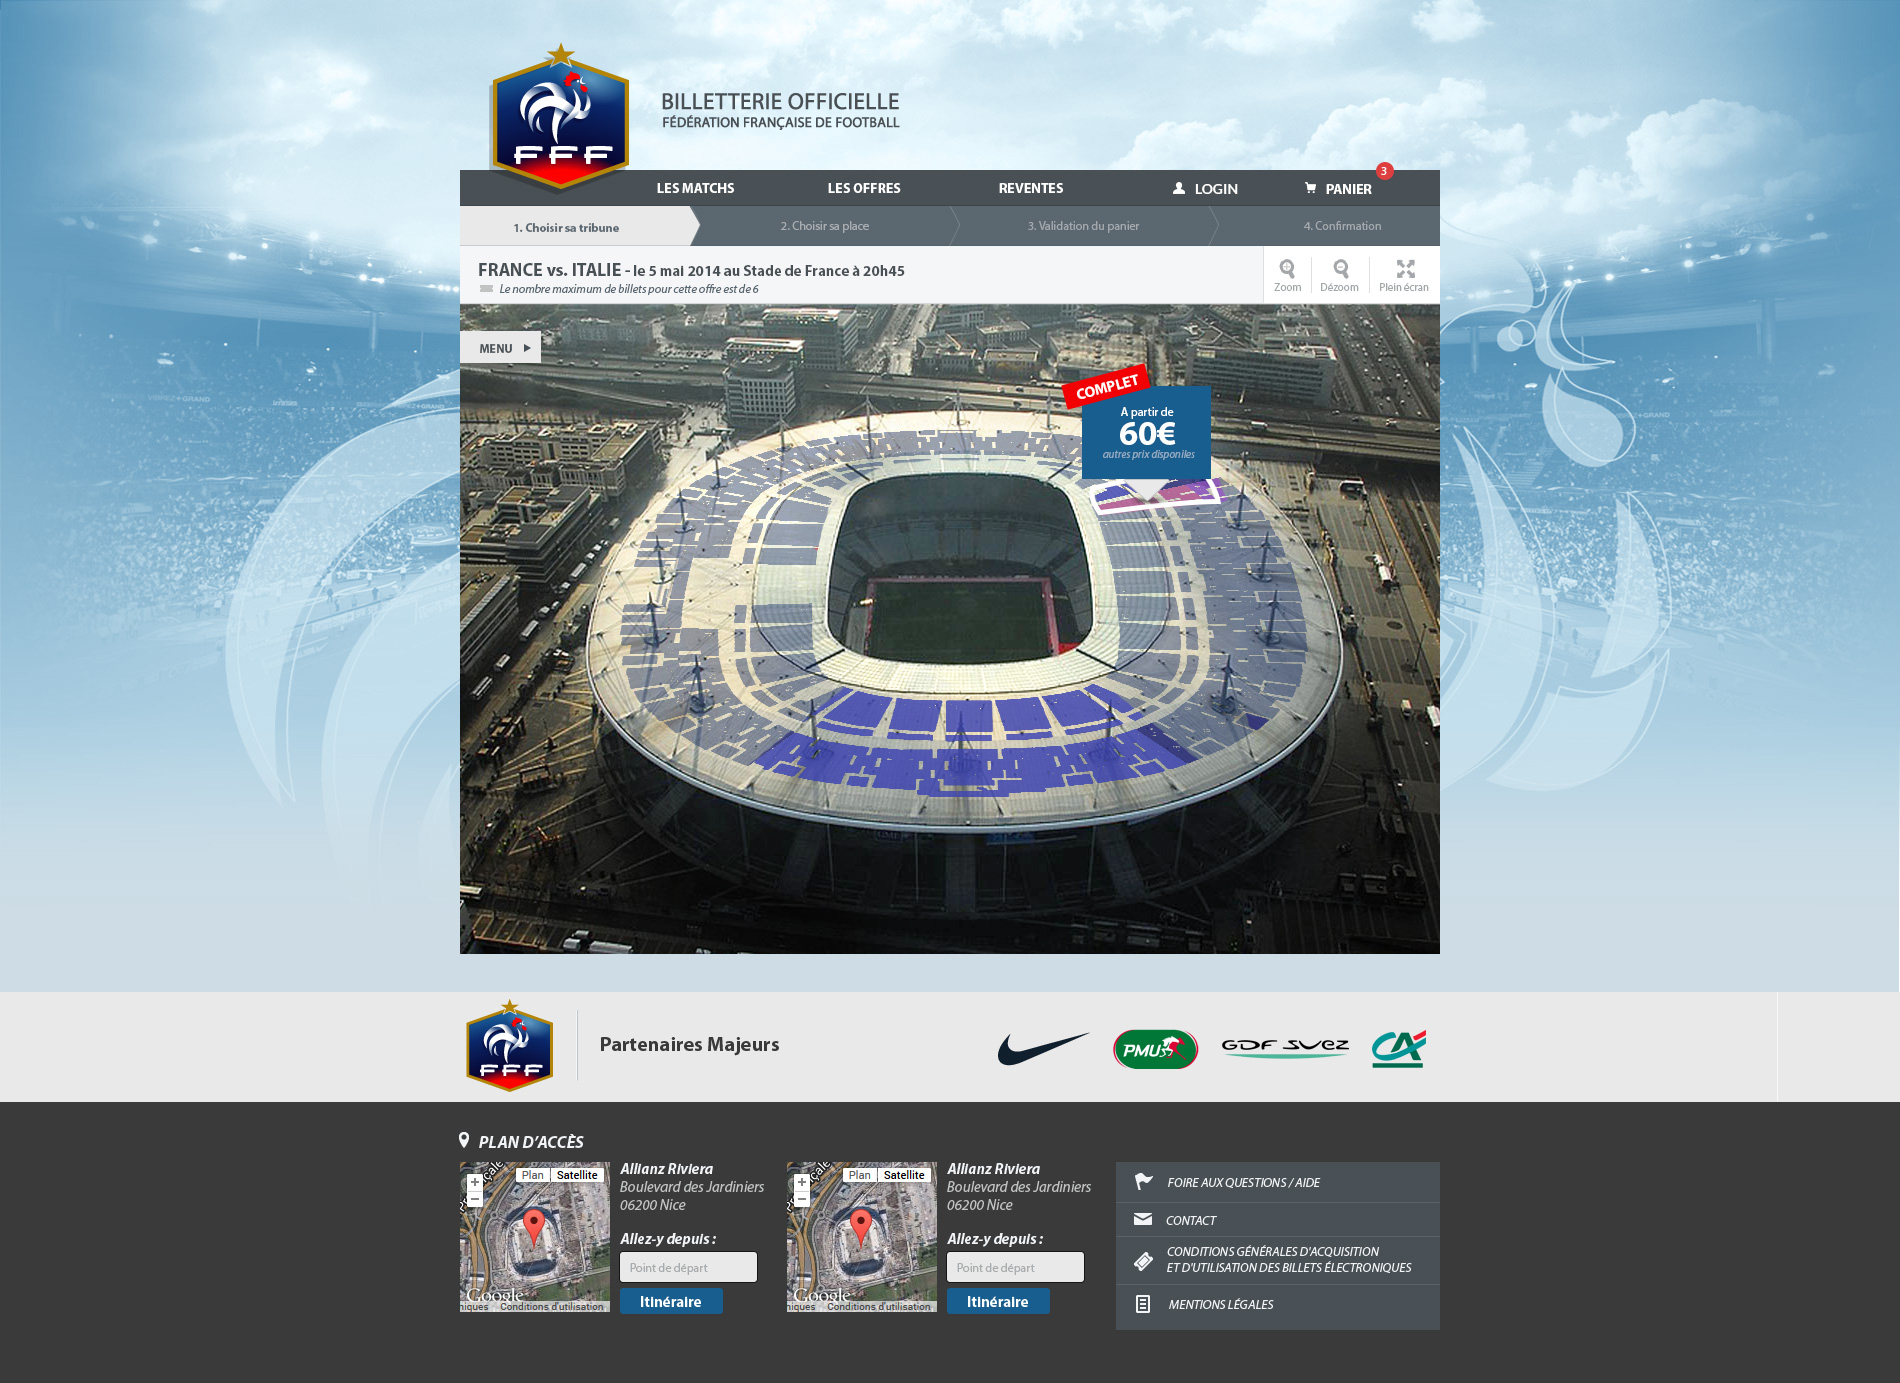 FFF
BILLETTERIE OFFICIELLE
FÉDÉRATION FRANÇAISE DE FOOTBALL
LES MATCHS
LES OFFRES
REVENTES
LOGIN
PANIER
3
1. Choisir sa tribune
2. Choisir sa place
3. Validation du panier
4. Confirmation
FRANCE vs. ITALIE - le 5 mai 2014 au Stade de France à 20h45
Le nombre maximum de billets pour cette offre est de 6
Zoom
Dézoom
Plein écran
MENU
COMPLET
A partir de
60€
autres prix disponiles
FFF
Partenaires Majeurs
PMU
GDF SUEZ
CA
PLAN D'ACCÈS
Plan
Satellite
+
−
Google
niques
Conditions d'utilisation
Allianz Riviera
Boulevard des Jardiniers
06200 Nice
Allez-y depuis :
Point de départ
Itinéraire
Plan
Satellite
+
−
Google
niques
Conditions d'utilisation
Allianz Riviera
Boulevard des Jardiniers
06200 Nice
Allez-y depuis :
Point de départ
Itinéraire
FOIRE AUX QUESTIONS / AIDE
CONTACT
CONDITIONS GÉNÉRALES D'ACQUISITION
ET D'UTILISATION DES BILLETS ÉLECTRONIQUES
MENTIONS LÉGALES